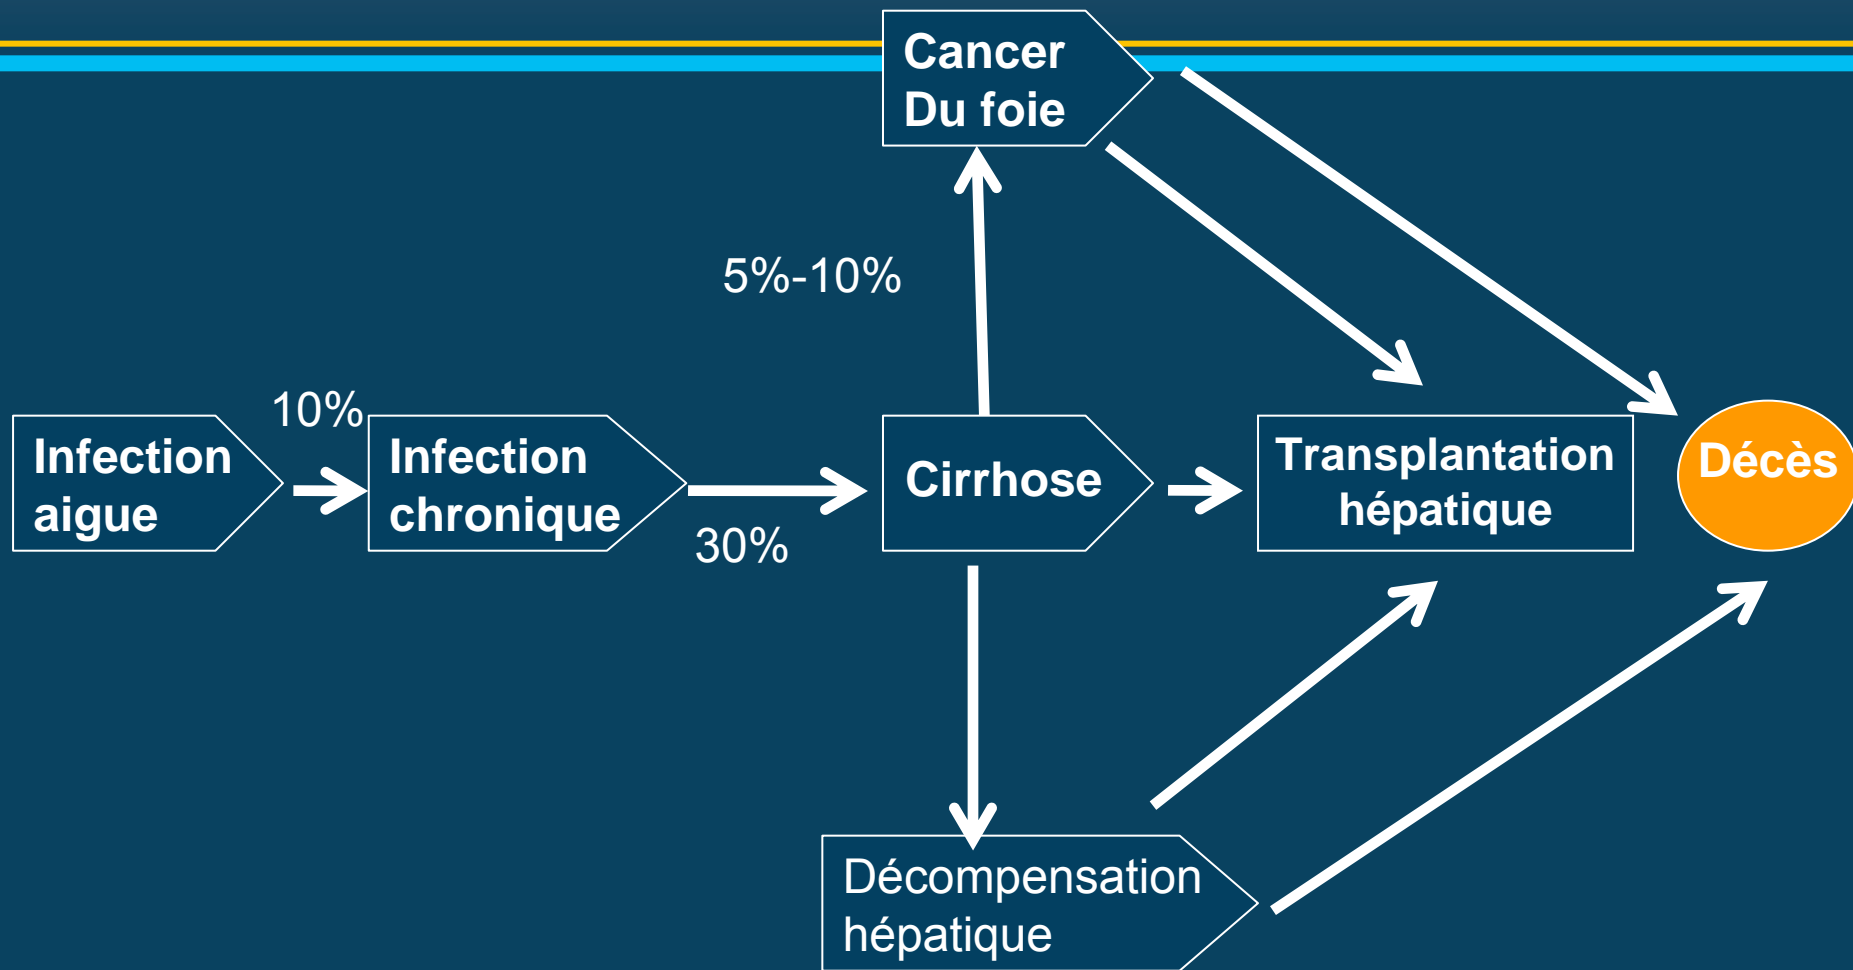 Cancer
Du foie
5%-10%
10%
Infection
aigue
Infection
chronique
30%
Cirrhose
Transplantation
hépatique
Décès
Décompensation
hépatique